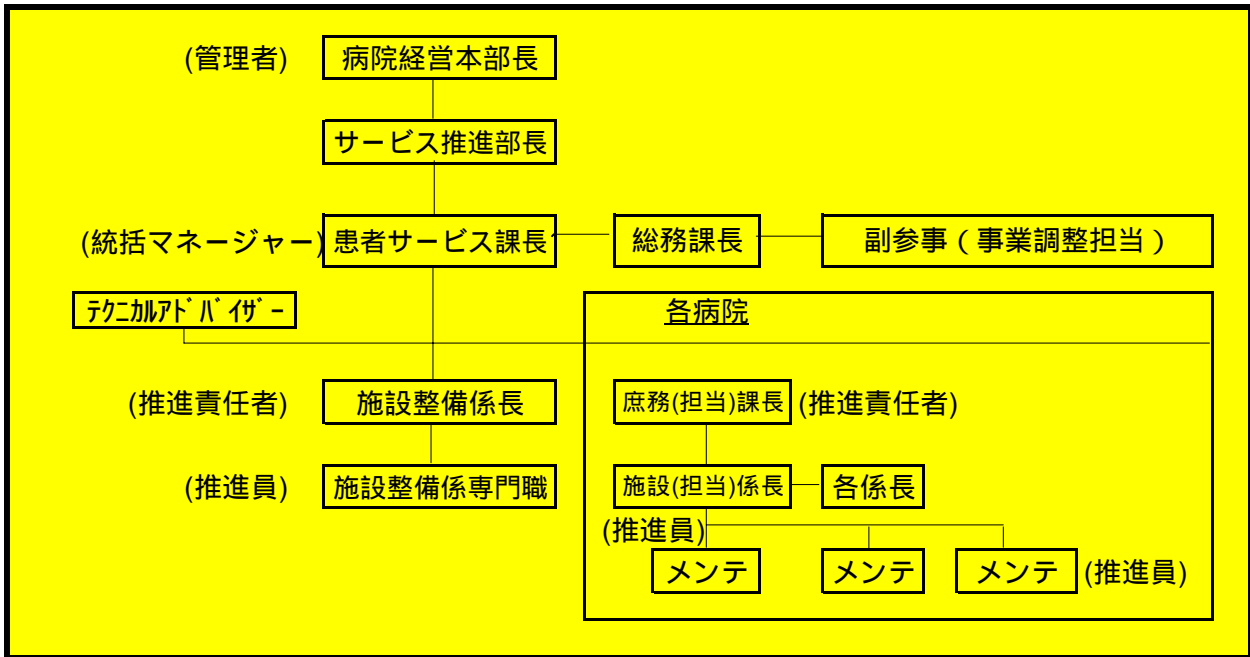 (管理者) 病院経営本部長
サービス推進部長
(統括マネージャー) 患者サービス課長 総務課長 副参事(事業調整担当)
ﾃｸﾆｶﾙｱﾄﾞﾊﾞｲｻﾞｰ 各病院
(推進責任者) 施設整備係長 庶務(担当)課長 (推進責任者)
(推進員) 施設整備係専門職 施設(担当)係長 各係長
(推進員)
メンテ メンテ メンテ (推進員)